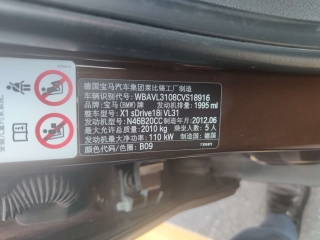 德国宝马汽车集团莱比锡工厂制造
车辆识别代号: WBAVL3108CVS18916
品牌: 宝马(BMW)牌 发动机排量: 1995 ml
整车型号: X1 sDrive18i VL31
发动机型号: N46B20CC 制造年月: 2012.06
最大允许总质量: 2010 kg 乘坐人数: 5 人
发动机最大净功率: 110 kW 中国制造
颜色代码/色圈: B09